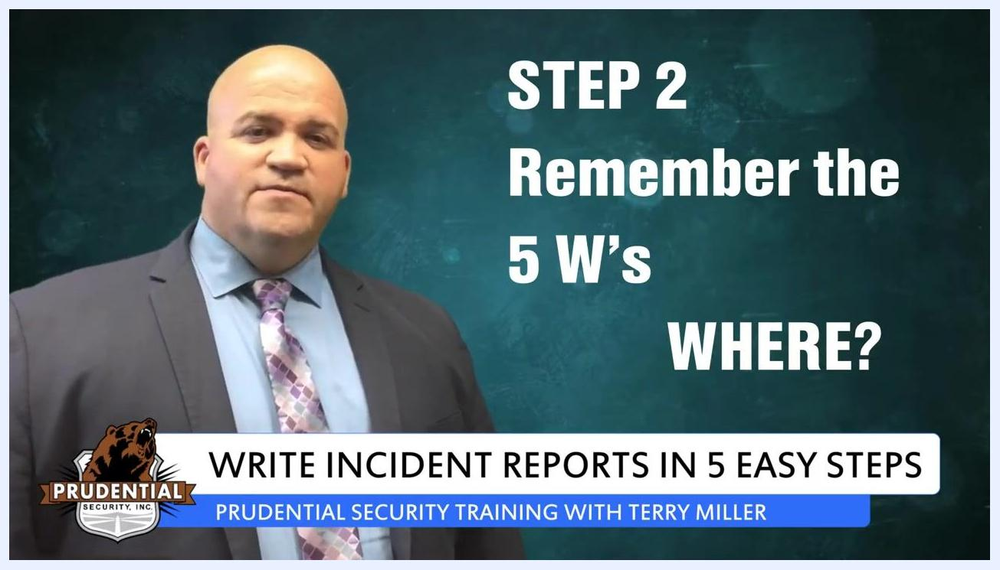 STEP 2
Remember the
5 W's
WHERE?
WRITE INCIDENT REPORTS IN 5 EASY STEPS
PRUDENTIAL
SECURITY, INC.
PRUDENTIAL SECURITY TRAINING WITH TERRY MILLER